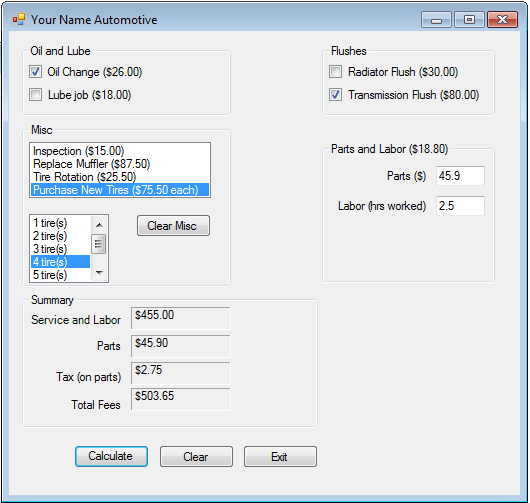 Your Name Automotive
Oil and Lube
Oil Change ($26.00)
Lube job ($18.00)
Flushes
Radiator Flush ($30.00)
Transmission Flush ($80.00)
Misc
Inspection ($15.00)
Replace Muffler ($87.50)
Tire Rotation ($25.50)
Purchase New Tires ($75.50 each)
1 tire(s)
2 tire(s)
3 tire(s)
4 tire(s)
5 tire(s)
Clear Misc
Parts and Labor ($18.80)
Parts ($) 45.9
Labor (hrs worked) 2.5
Summary
Service and Labor $455.00
Parts $45.90
Tax (on parts) $2.75
Total Fees $503.65
Calculate Clear Exit